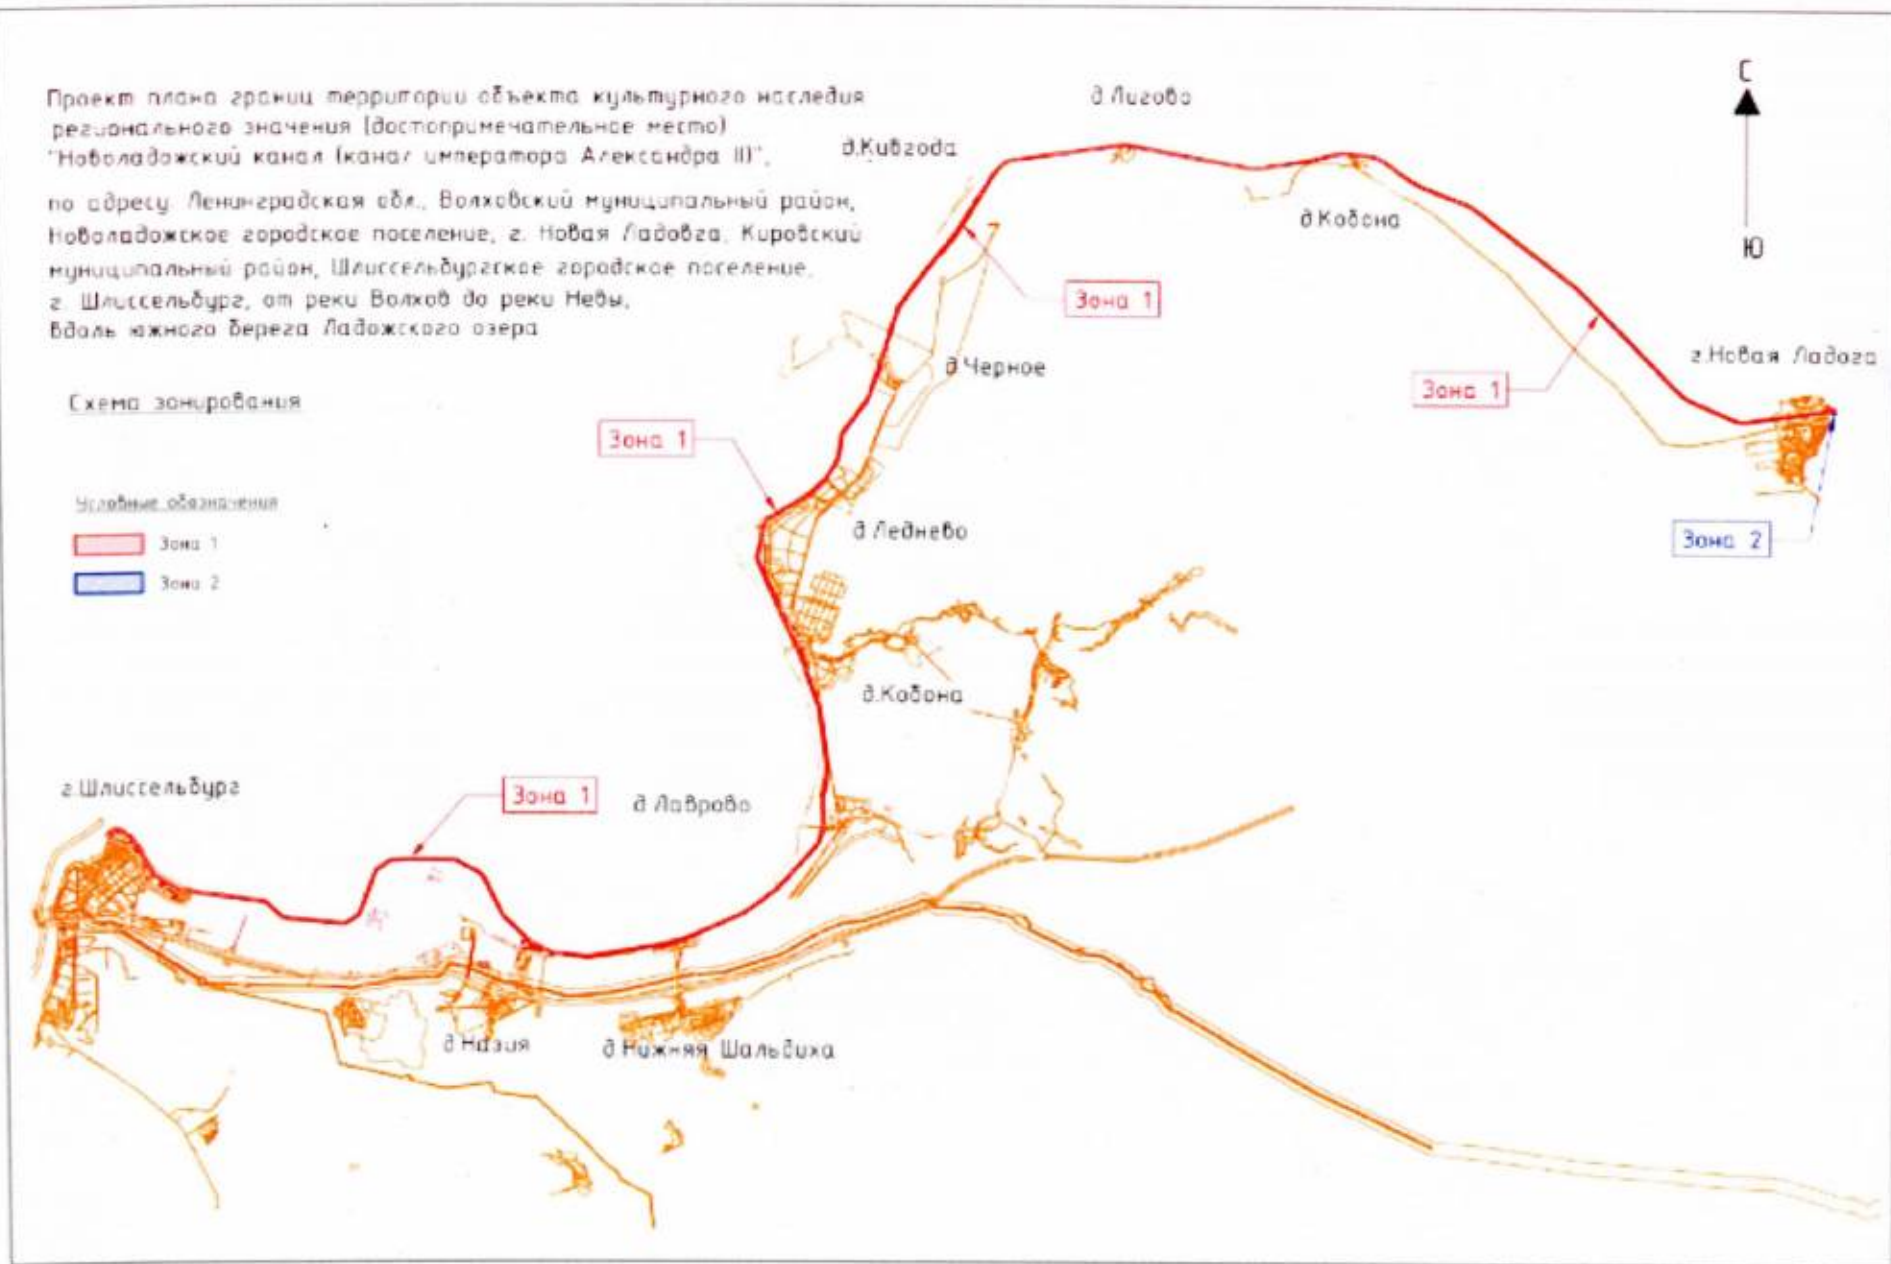 Проект плана границ территории объекта культурного наследия
регионального значения (достопримечательное место)
"Новоладожский канал (канал императора Александра II)",
по адресу Ленинградская обл., Волховский муниципальный район,
Новоладожское городское поселение, г. Новая Ладовга, Кировский
муниципальный район, Шлиссельбургское городское поселение,
г. Шлиссельбург, от реки Волхов до реки Невы,
вдоль южного берега Ладожского озера
С
Ю
д.Лигово
д.Кивгода
д.Кобона
Зона 1
д.Черное
г.Новая Ладога
Зона 1
Схема зонирования
Зона 1
Условные обозначения
Зона 1
Зона 2
д.Леднево
Зона 2
д.Кобона
г.Шлиссельбург
Зона 1
д.Лаврово
д.Назия
д.Нижняя Шальдиха